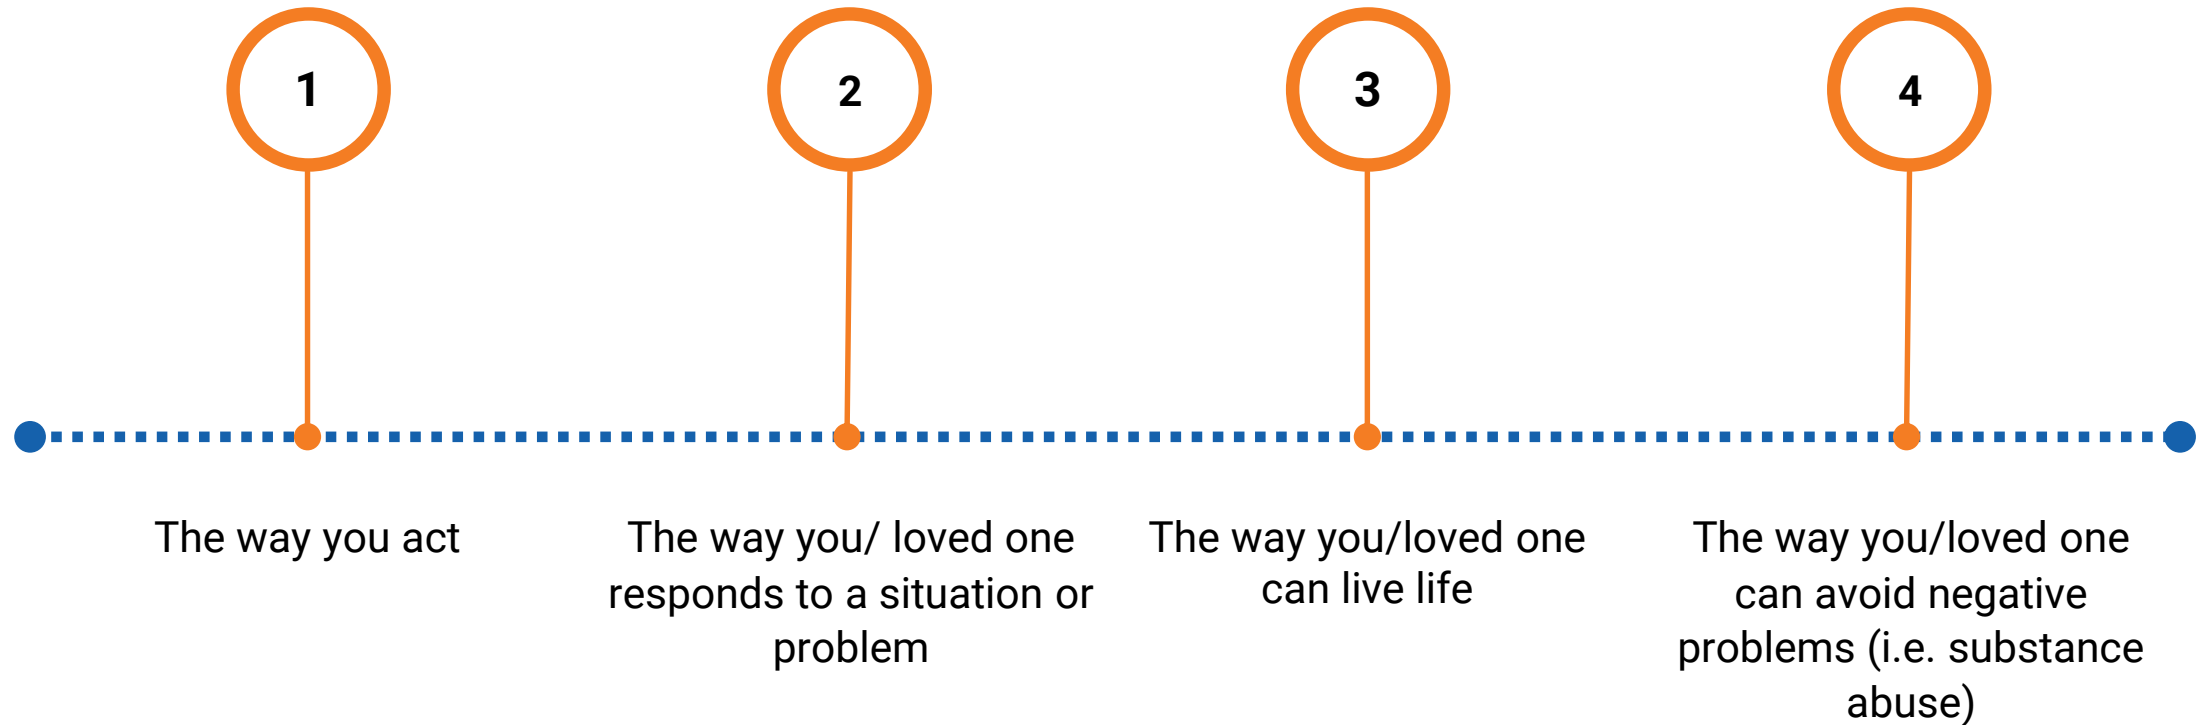 1
2
3
4
The way you act
The way you/ loved one
responds to a situation or
problem
The way you/loved one
can live life
The way you/loved one
can avoid negative
problems (i.e. substance
abuse)